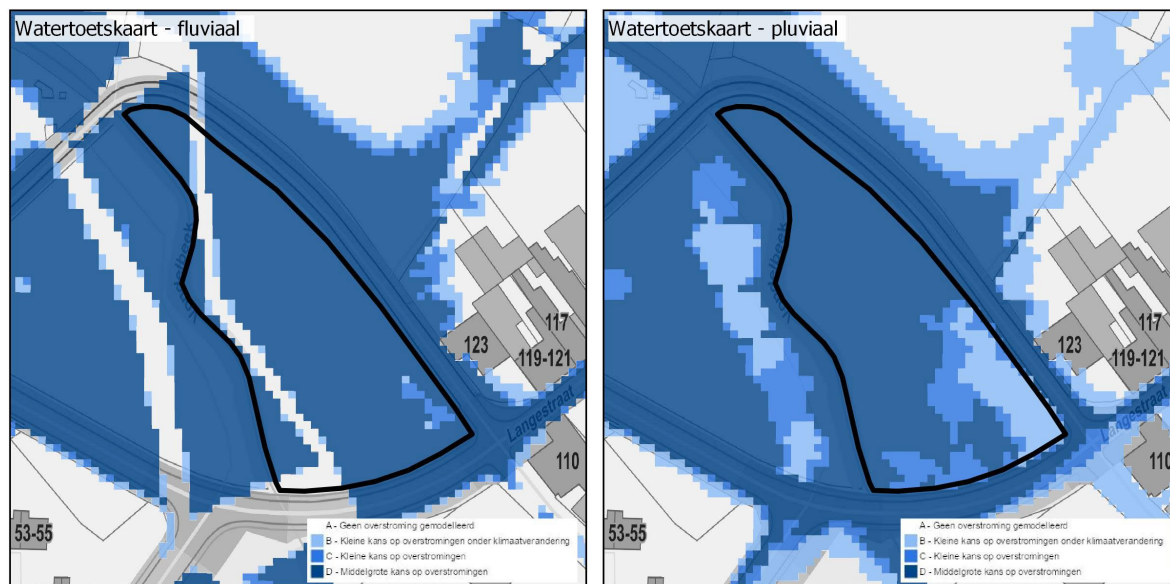 Watertoetskaart - fluviaal
123
117
119-121
Langestraat
110
53-55
A - Geen overstroming gemodelleerd
B - Kleine kans op overstromingen onder klimaatverandering
C - Kleine kans op overstromingen
D - Middelgrote kans op overstromingen
Watertoetskaart - pluviaal
123
117
119-121
Langestraat
110
53-55
A - Geen overstroming gemodelleerd
B - Kleine kans op overstromingen onder klimaatverandering
C - Kleine kans op overstromingen
D - Middelgrote kans op overstromingen